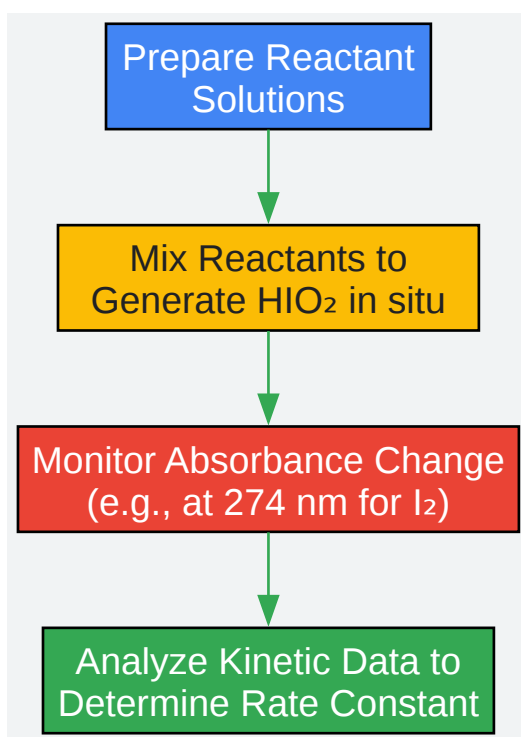 Prepare Reactant
Solutions
Mix Reactants to
Generate HIO₂ in situ
Monitor Absorbance Change
(e.g., at 274 nm for I₂)
Analyze Kinetic Data to
Determine Rate Constant